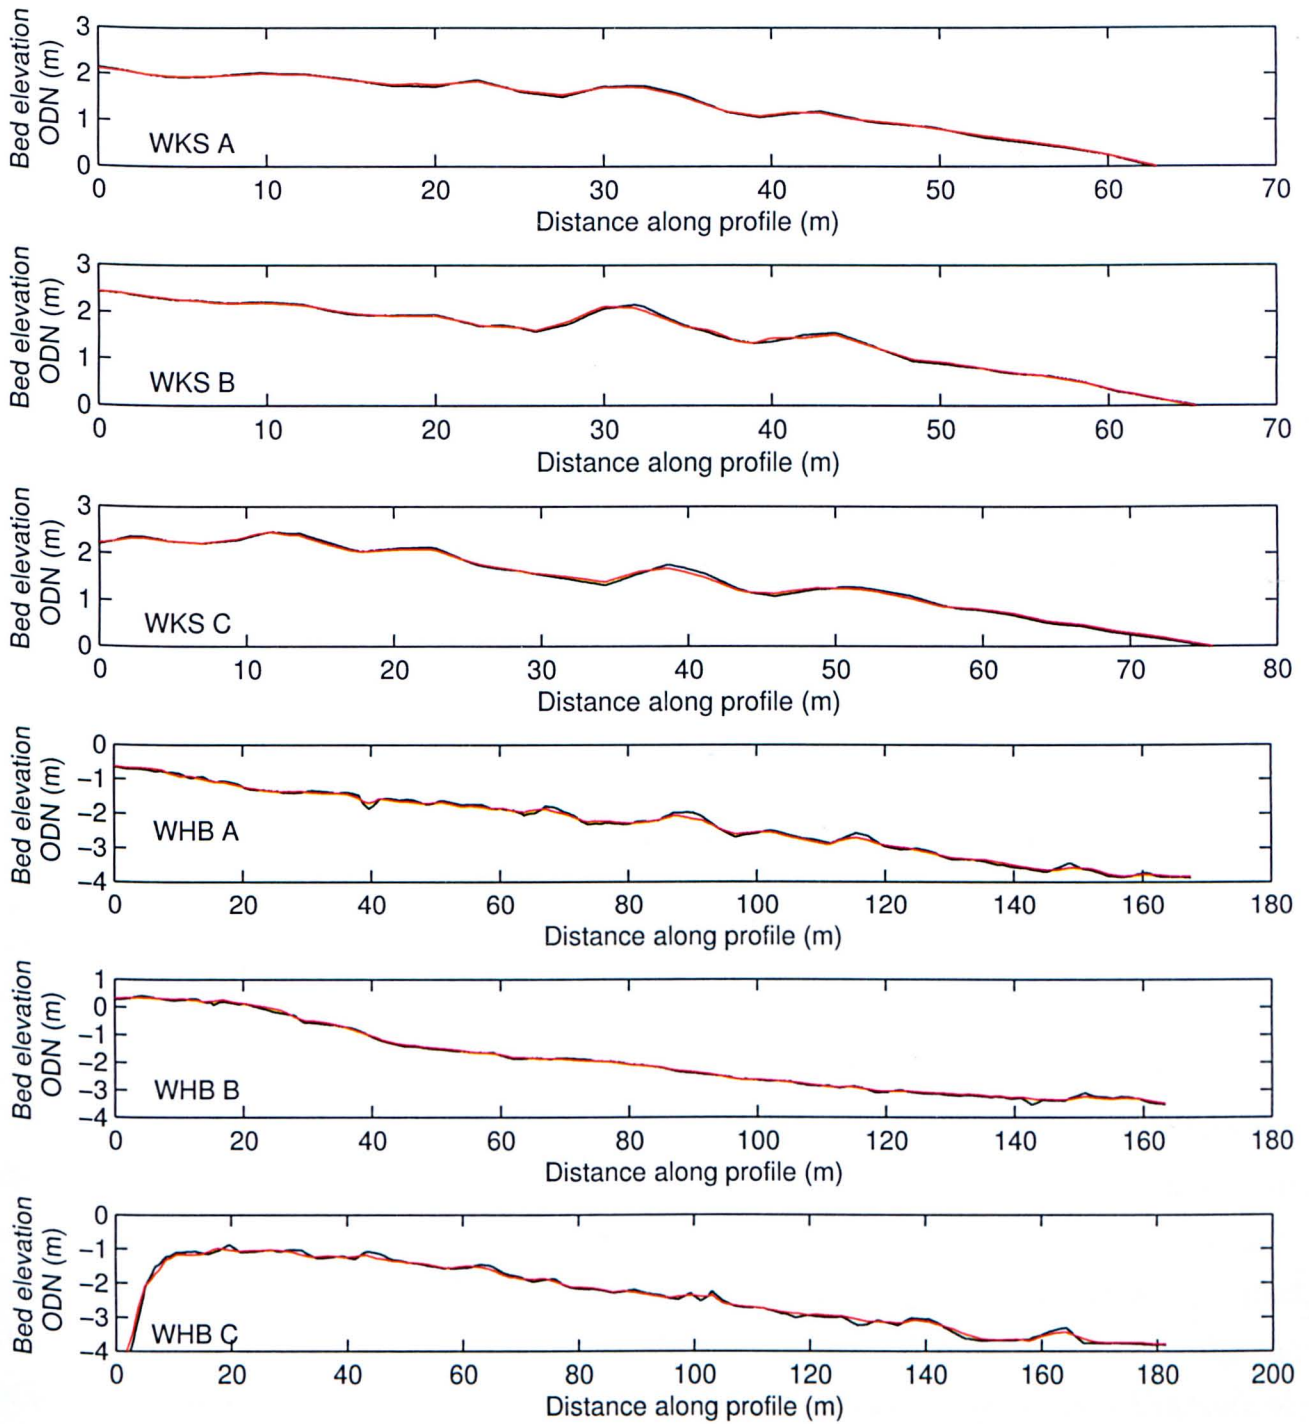 Bed elevation
ODN (m)
3
2
1
0
WKS A
0 10 20 30 40 50 60 70
Distance along profile (m)
Bed elevation
ODN (m)
3
2
1
0
WKS B
0 10 20 30 40 50 60 70
Distance along profile (m)
Bed elevation
ODN (m)
3
2
1
0
WKS C
0 10 20 30 40 50 60 70 80
Distance along profile (m)
Bed elevation
ODN (m)
0
−1
−2
−3
−4
WHB A
0 20 40 60 80 100 120 140 160 180
Distance along profile (m)
Bed elevation
ODN (m)
1
0
−1
−2
−3
−4
WHB B
0 20 40 60 80 100 120 140 160 180
Distance along profile (m)
Bed elevation
ODN (m)
0
−1
−2
−3
−4
WHB C
0 20 40 60 80 100 120 140 160 180 200
Distance along profile (m)